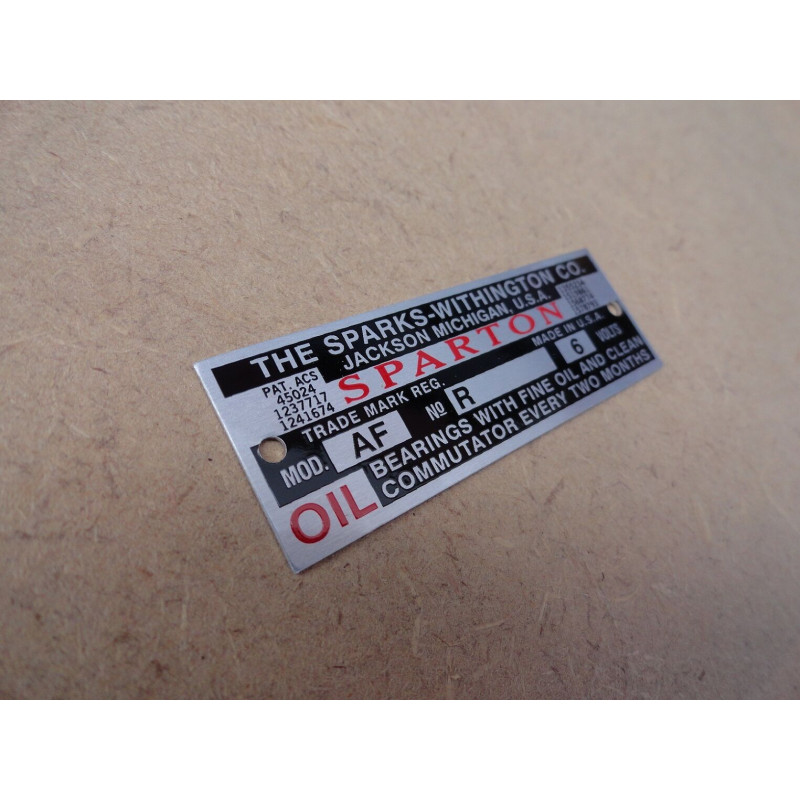 THE SPARKS-WITHINGTON CO.
JACKSON MICHIGAN, U.S.A.
PAT. ACS
45024
1237717
1241674
SPARTON
TRADE MARK REG.
MADE IN U.S.A.
MOD. AF Nº R 6 VOLTS
OIL BEARINGS WITH FINE OIL AND CLEAN
COMMUTATOR EVERY TWO MONTHS